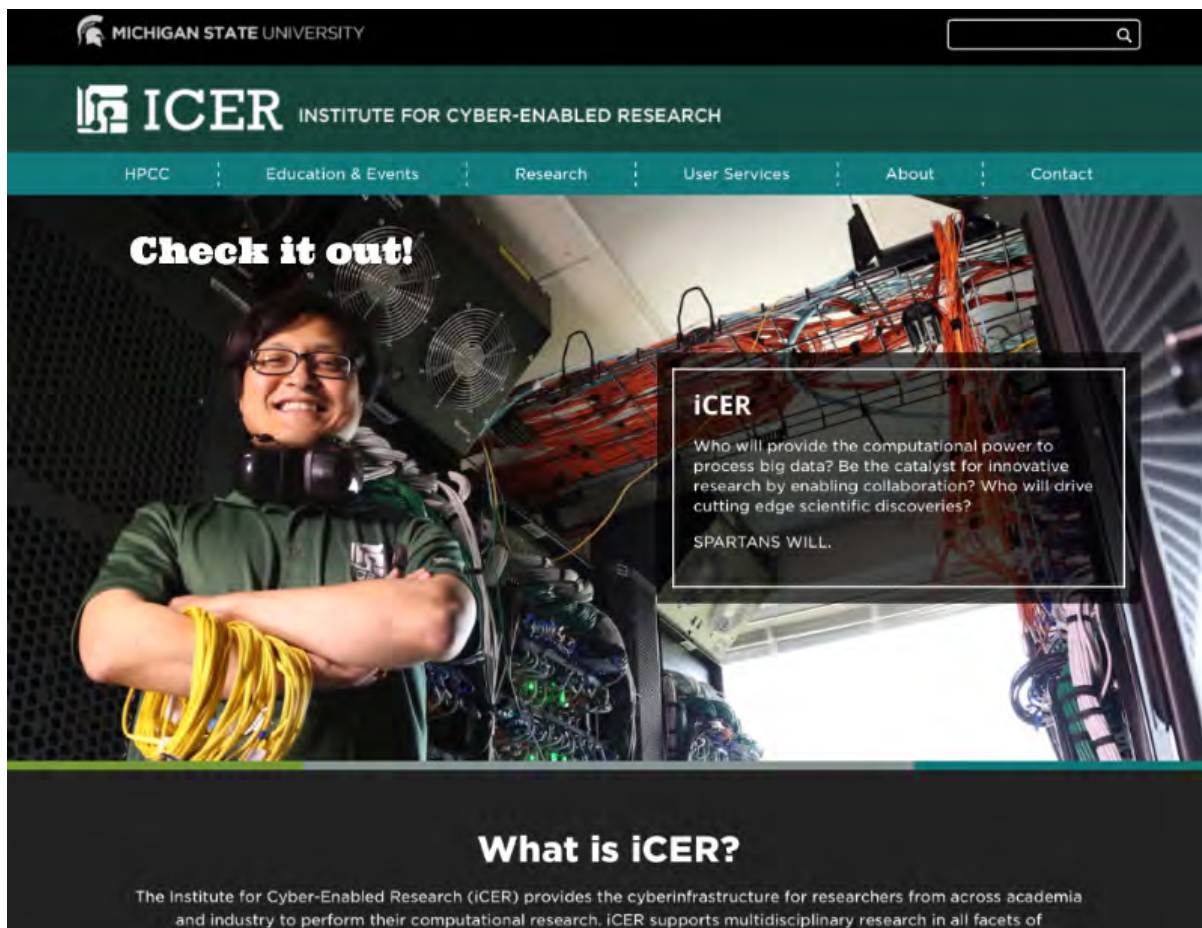 MICHIGAN STATE UNIVERSITY
ICER INSTITUTE FOR CYBER-ENABLED RESEARCH
HPCC Education & Events Research User Services About Contact
Check it out!
iCER
Who will provide the computational power to
process big data? Be the catalyst for innovative
research by enabling collaboration? Who will drive
cutting edge scientific discoveries?
SPARTANS WILL.
What is iCER?
The Institute for Cyber-Enabled Research (iCER) provides the cyberinfrastructure for researchers from across academia
and industry to perform their computational research. iCER supports multidisciplinary research in all facets of